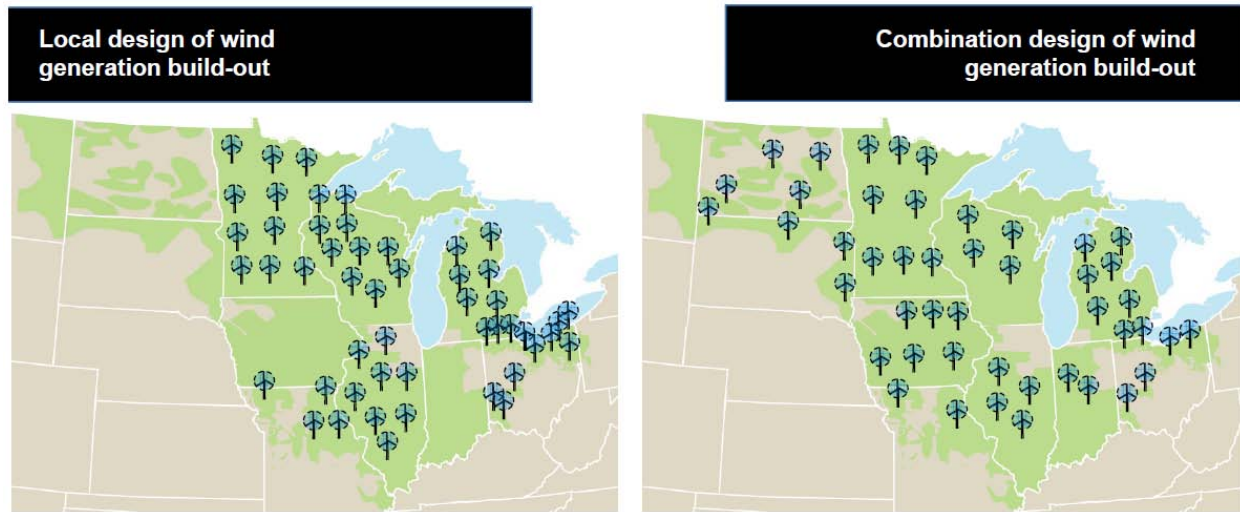 Local design of wind
generation build-out
Combination design of wind
generation build-out